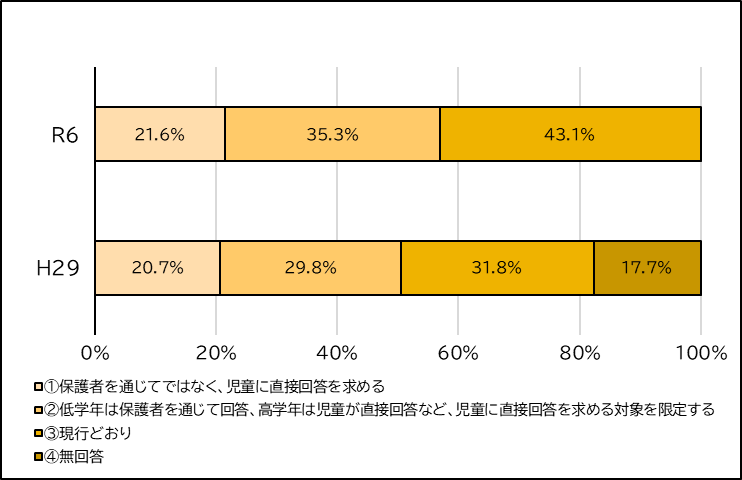 R6
21.6%
35.3%
43.1%
H29
20.7%
29.8%
31.8%
17.7%
0%
20%
40%
60%
80%
100%
①保護者を通じてではなく、児童に直接回答を求める
②低学年は保護者を通じて回答、高学年は児童が直接回答など、児童に直接回答を求める対象を限定する
③現行どおり
④無回答